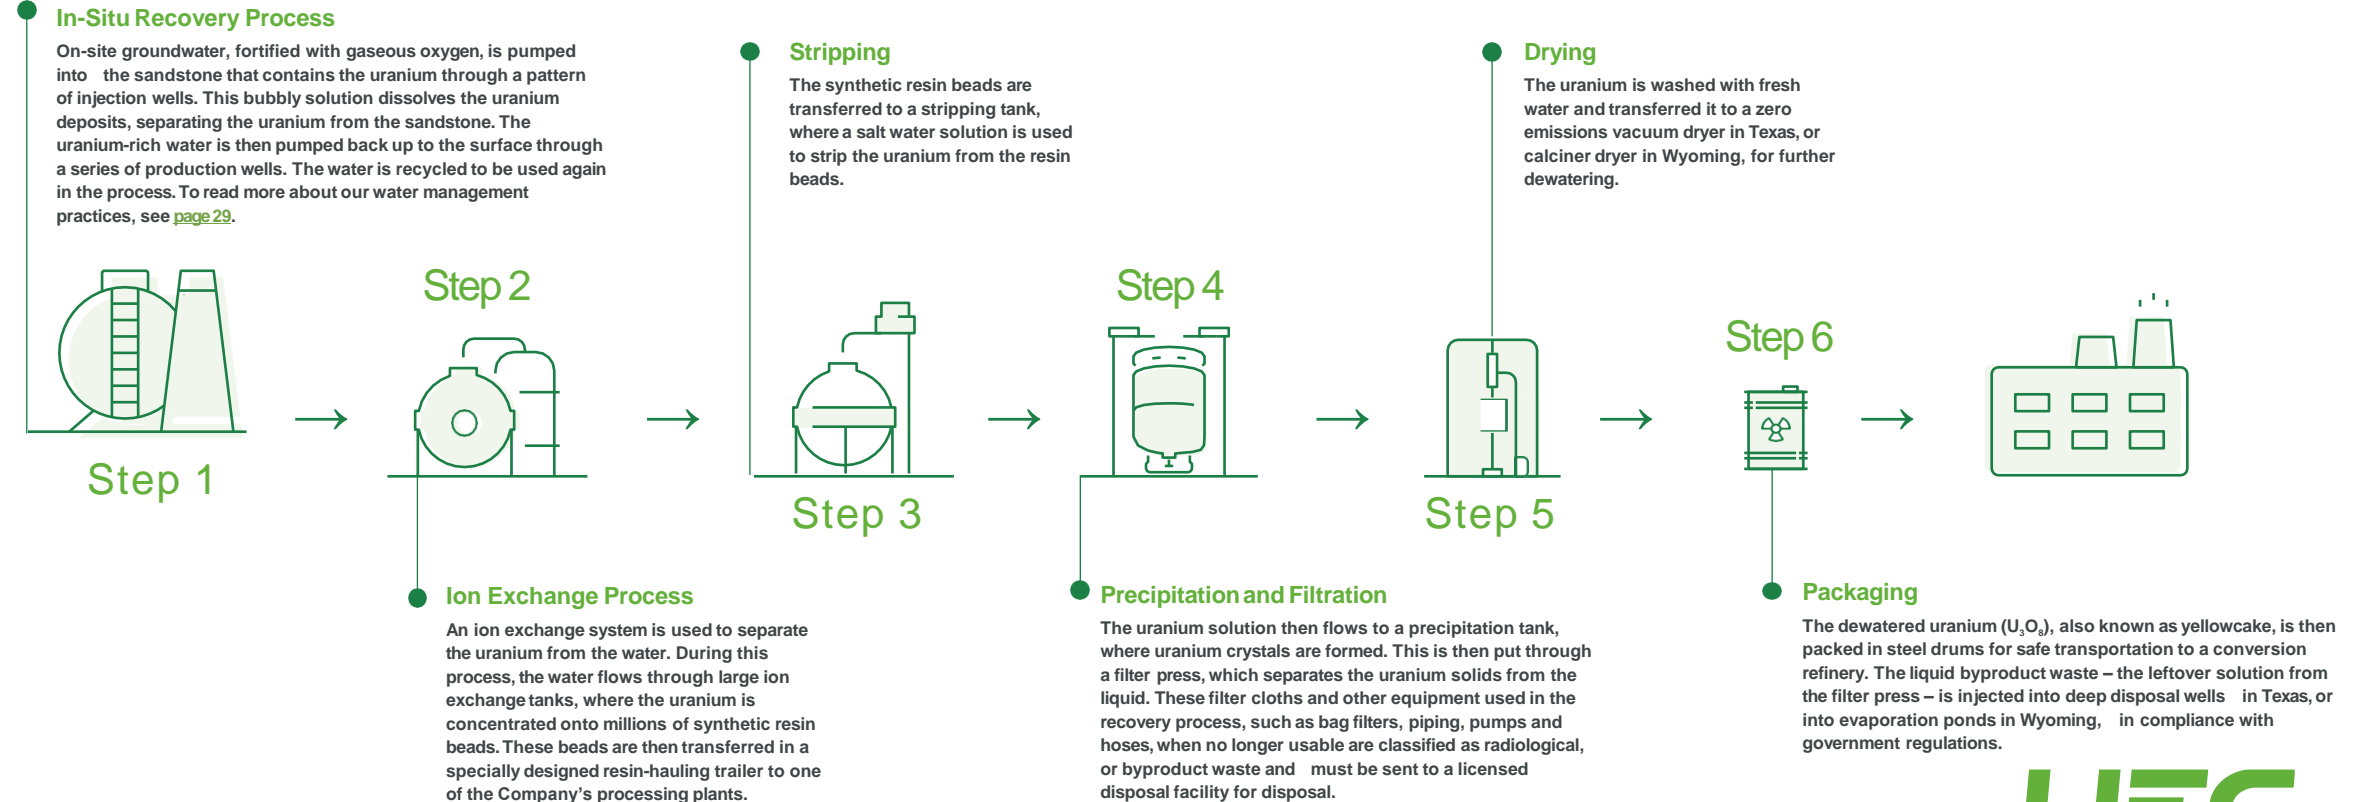 In-Situ Recovery Process
On-site groundwater, fortified with gaseous oxygen, is pumped
into the sandstone that contains the uranium through a pattern
of injection wells. This bubbly solution dissolves the uranium
deposits, separating the uranium from the sandstone. The
uranium-rich water is then pumped back up to the surface through
a series of production wells. The water is recycled to be used again
in the process. To read more about our water management
practices, see page 29.
Stripping
The synthetic resin beads are
transferred to a stripping tank,
where a salt water solution is used
to strip the uranium from the resin
beads.
Drying
The uranium is washed with fresh
water and transferred it to a zero
emissions vacuum dryer in Texas, or
calciner dryer in Wyoming, for further
dewatering.
Step 1
Step 2
Step 3
Step 4
Step 5
Step 6
Ion Exchange Process
An ion exchange system is used to separate
the uranium from the water. During this
process, the water flows through large ion
exchange tanks, where the uranium is
concentrated onto millions of synthetic resin
beads. These beads are then transferred in a
specially designed resin-hauling trailer to one
of the Company's processing plants.
Precipitation and Filtration
The uranium solution then flows to a precipitation tank,
where uranium crystals are formed. This is then put through
a filter press, which separates the uranium solids from the
liquid. These filter cloths and other equipment used in the
recovery process, such as bag filters, piping, pumps and
hoses, when no longer usable are classified as radiological,
or byproduct waste and must be sent to a licensed
disposal facility for disposal.
Packaging
The dewatered uranium (U₃O₈), also known as yellowcake, is then
packed in steel drums for safe transportation to a conversion
refinery. The liquid byproduct waste – the leftover solution from
the filter press – is injected into deep disposal wells in Texas, or
into evaporation ponds in Wyoming, in compliance with
government regulations.